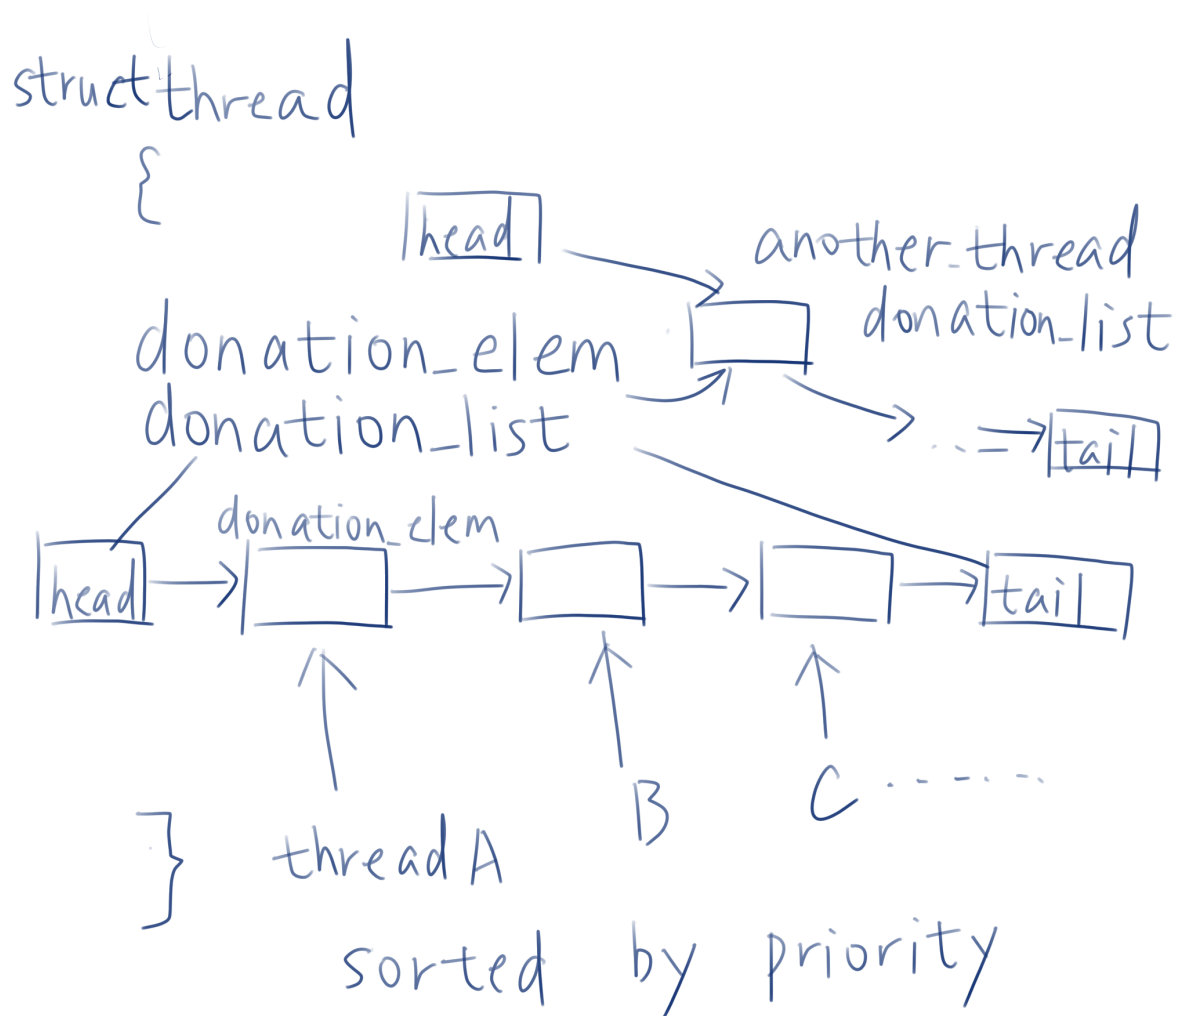 struct thread
{
head
another_thread
donation_list
donation_elem
donation_list
tail
donation_elem
head
tail
B
C ......
}
thread A
sorted by priority